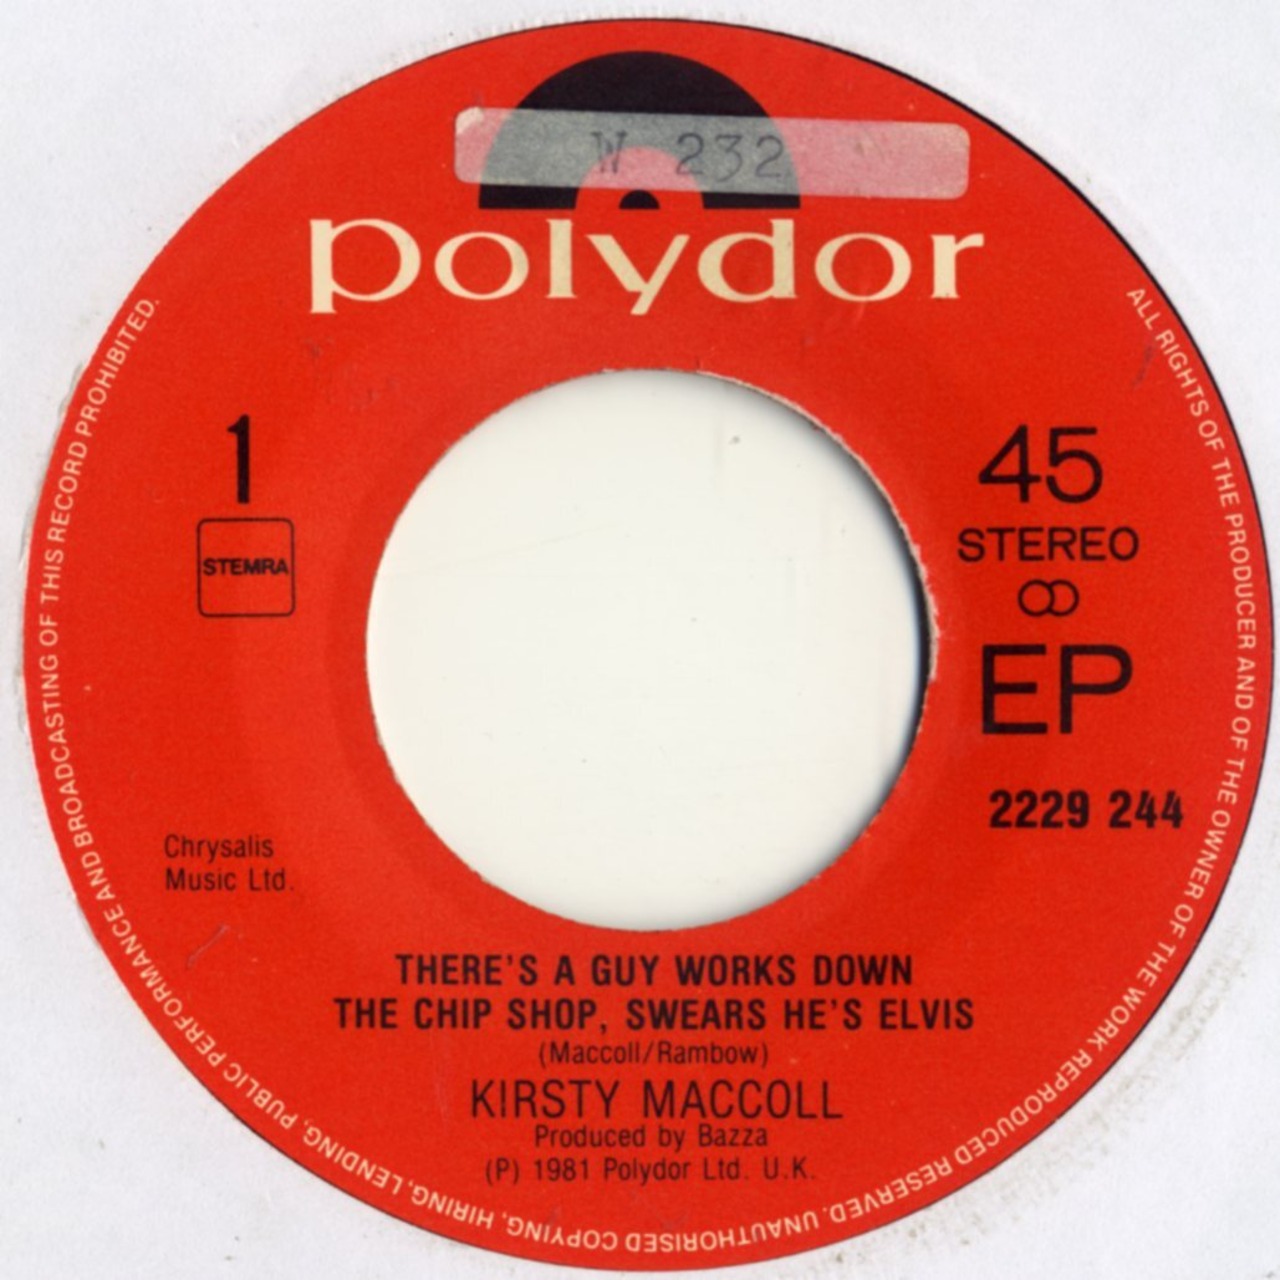 W 232
polydor
1
STEMRA
45
STEREO
EP
2229 244
Chrysalis
Music Ltd.
THERE'S A GUY WORKS DOWN
THE CHIP SHOP, SWEARS HE'S ELVIS
(Maccoll/Rambow)
KIRSTY MACCOLL
Produced by Bazza
(P) 1981 Polydor Ltd. U.K.
ALL RIGHTS OF THE PRODUCER AND OF THE OWNER OF THE WORK REPRODUCED RESERVED. UNAUTHORISED COPYING, HIRING, LENDING, PUBLIC PERFORMANCE AND BROADCASTING OF THIS RECORD PROHIBITED.